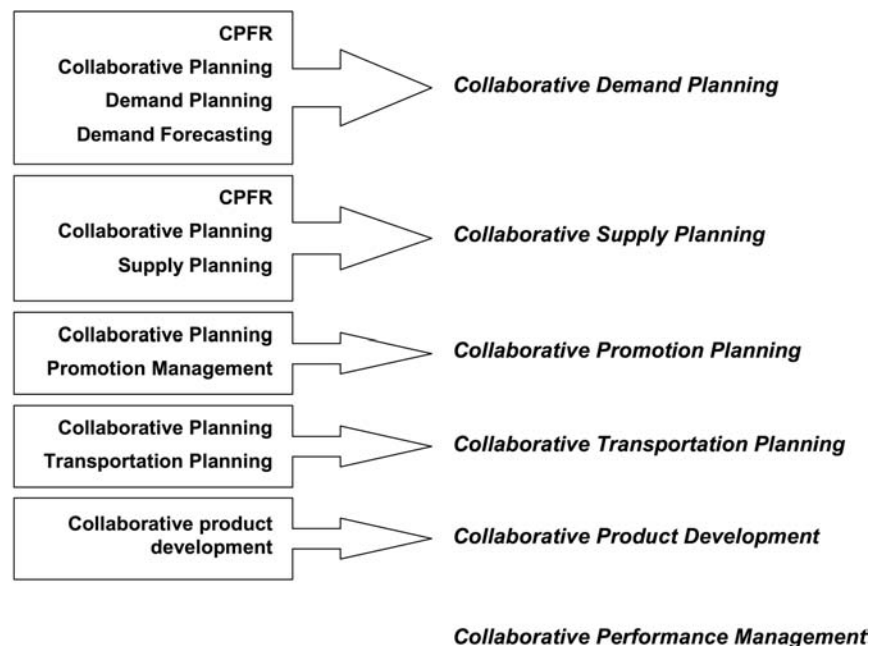 CPFR
Collaborative Planning
Demand Planning
Demand Forecasting
Collaborative Demand Planning
CPFR
Collaborative Planning
Supply Planning
Collaborative Supply Planning
Collaborative Planning
Promotion Management
Collaborative Promotion Planning
Collaborative Planning
Transportation Planning
Collaborative Transportation Planning
Collaborative product
development
Collaborative Product Development
Collaborative Performance Management